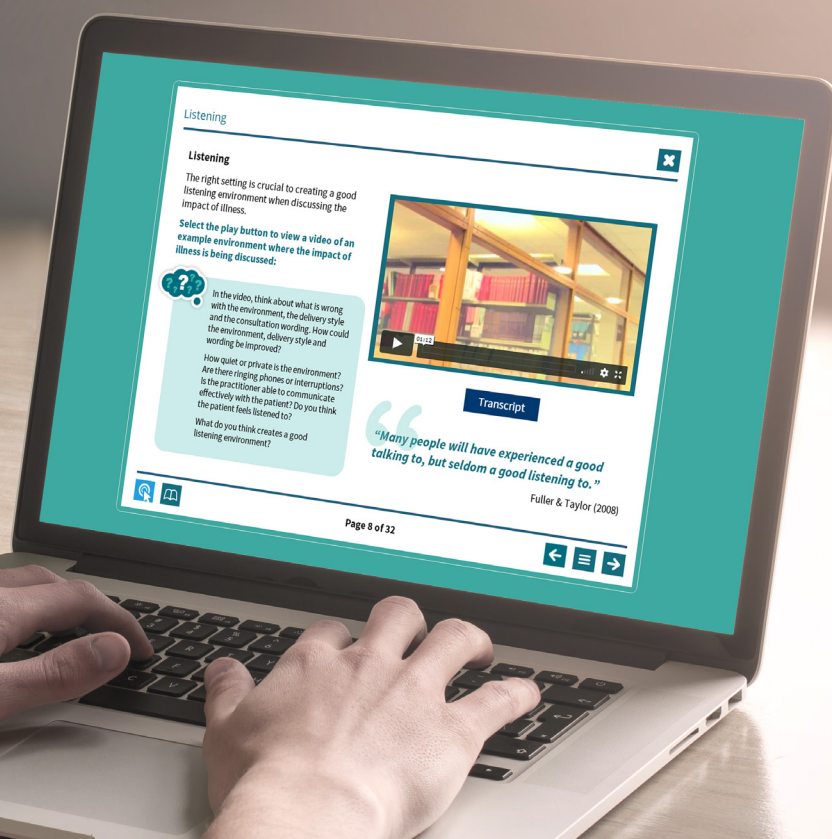 Listening
Listening
The right setting is crucial to creating a good
listening environment when discussing the
impact of illness.
Select the play button to view a video of an
example environment where the impact of
illness is being discussed:
In the video, think about what is wrong
with the environment, the delivery style
and the consultation wording. How could
the environment, delivery style and
wording be improved?
How quiet or private is the environment?
Are there ringing phones or interruptions?
Is the practitioner able to communicate
effectively with the patient? Do you think
the patient feels listened to?
What do you think creates a good
listening environment?
01:12
Transcript
“Many people will have experienced a good
talking to, but seldom a good listening to.”
Fuller & Taylor (2008)
Page 8 of 32